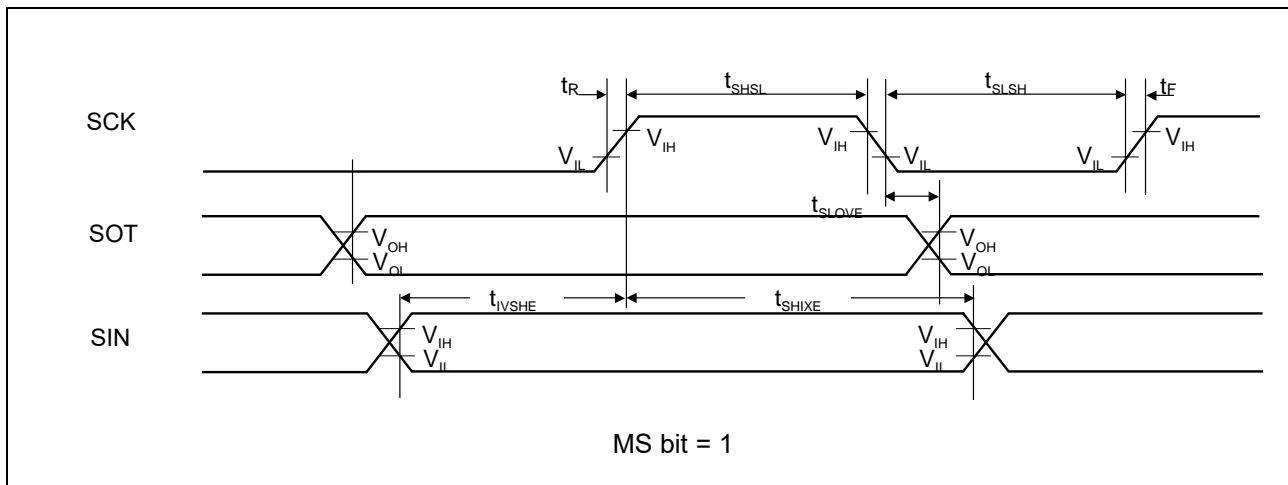 tR tSHSL tSLSH tF
SCK VIH VIH VIH
VIL VIL VIL
tSLOVE
SOT VOH VOH
VOL VOL
tIVSHE tSHIXE
SIN VIH VIH
VIL VIL
MS bit = 1